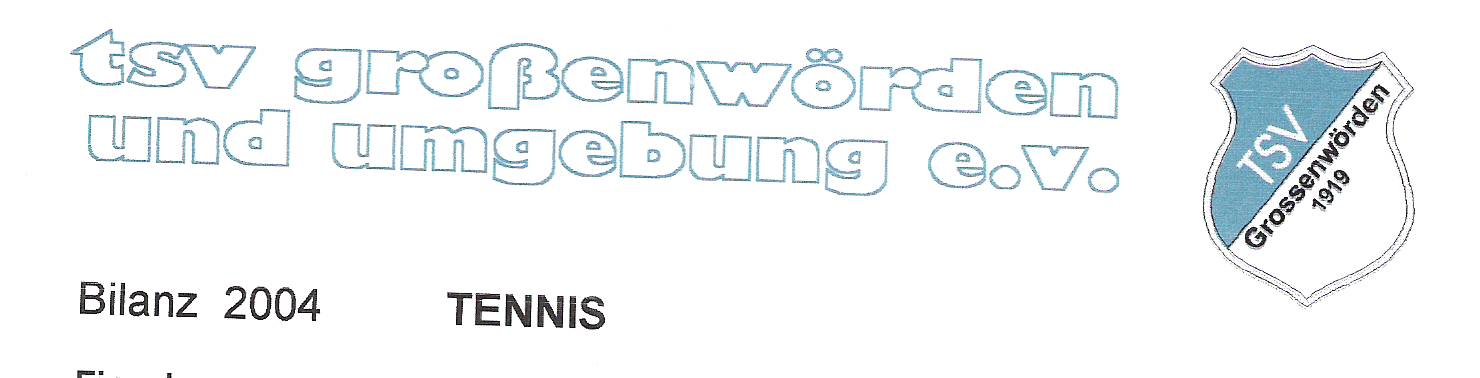 tsv großenwörden
und umgebung e.v.
TSV
Grossenwörden
1919
Bilanz 2004 TENNIS